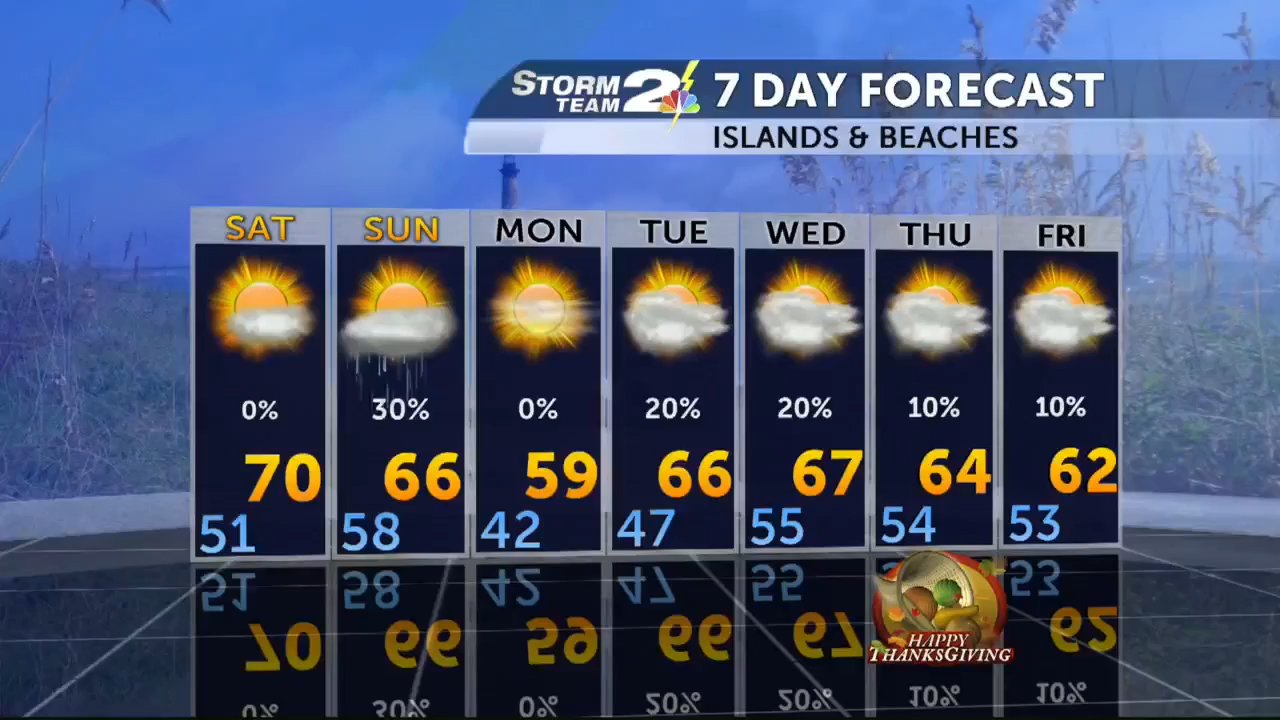 STORM TEAM 2
7 DAY FORECAST
ISLANDS & BEACHES
SAT SUN MON TUE WED THU FRI
0% 30% 0% 20% 20% 10% 10%
70 66 59 66 67 64 62
51 58 42 47 55 54 53
HAPPY
THANKSGIVING